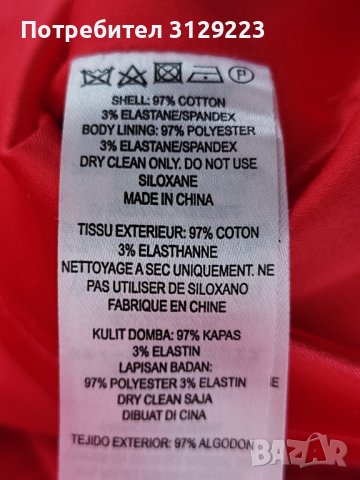 Потребител 3129223
P
SHELL: 97% COTTON
3% ELASTANE/SPANDEX
BODY LINING: 97% POLYESTER
3% ELASTANE/SPANDEX
DRY CLEAN ONLY. DO NOT USE
SILOXANE
MADE IN CHINA
TISSU EXTERIEUR: 97% COTON
3% ELASTHANNE
NETTOYAGE A SEC UNIQUEMENT. NE
PAS UTILISER DE SILOXANO
FABRIQUE EN CHINE
KULIT DOMBA: 97% KAPAS
3% ELASTIN
LAPISAN BADAN:
97% POLYESTER 3% ELASTIN
DRY CLEAN SAJA
DIBUAT DI CINA
TEJIDO EXTERIOR: 97% ALGODON
BAZAR